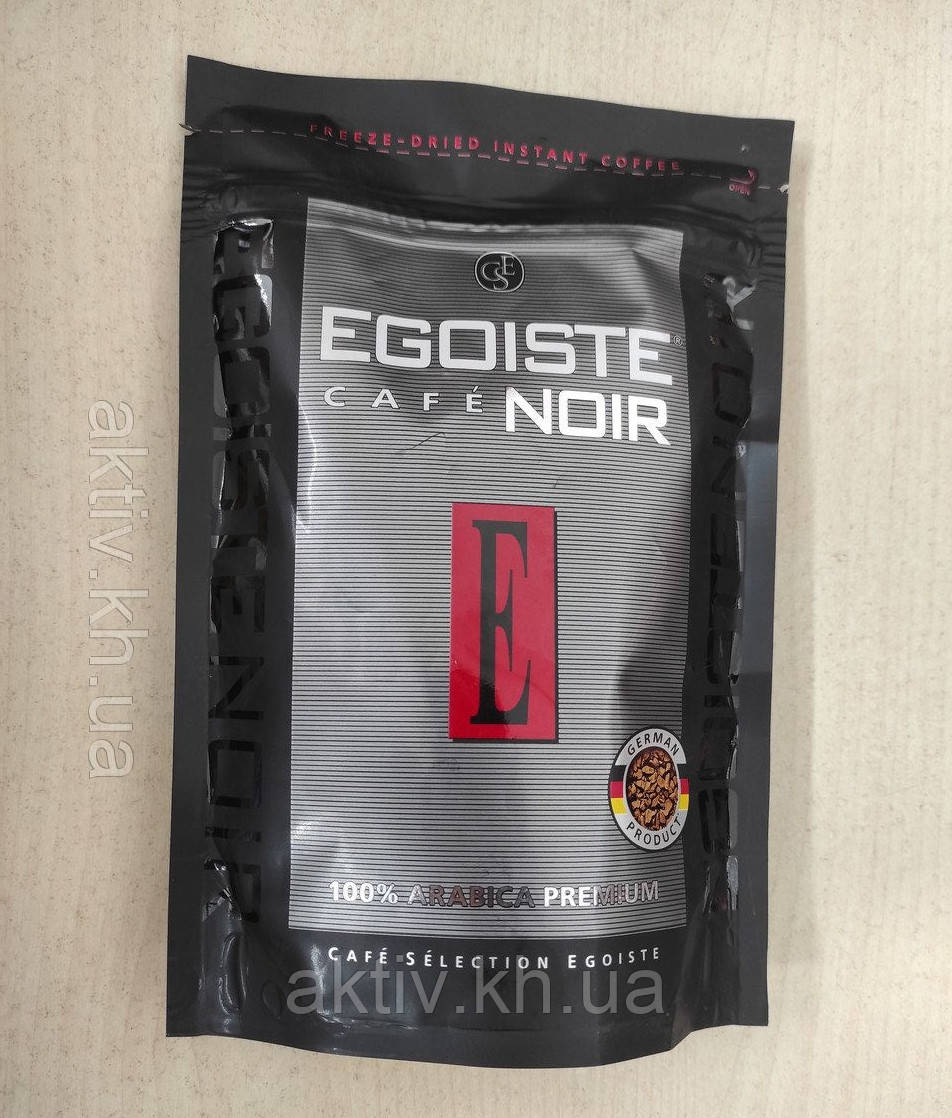 FREEZE-DRIED INSTANT COFFEE
OPEN
CSE
EGOISTE®
CAFÉ NOIR
EGOISTE NOIR
EGOISTE NOIR
E
GERMAN
PRODUCT
100% ARABICA PREMIUM
CAFÉ SÉLECTION EGOISTE
aktiv.kh.ua
aktiv.kh.ua